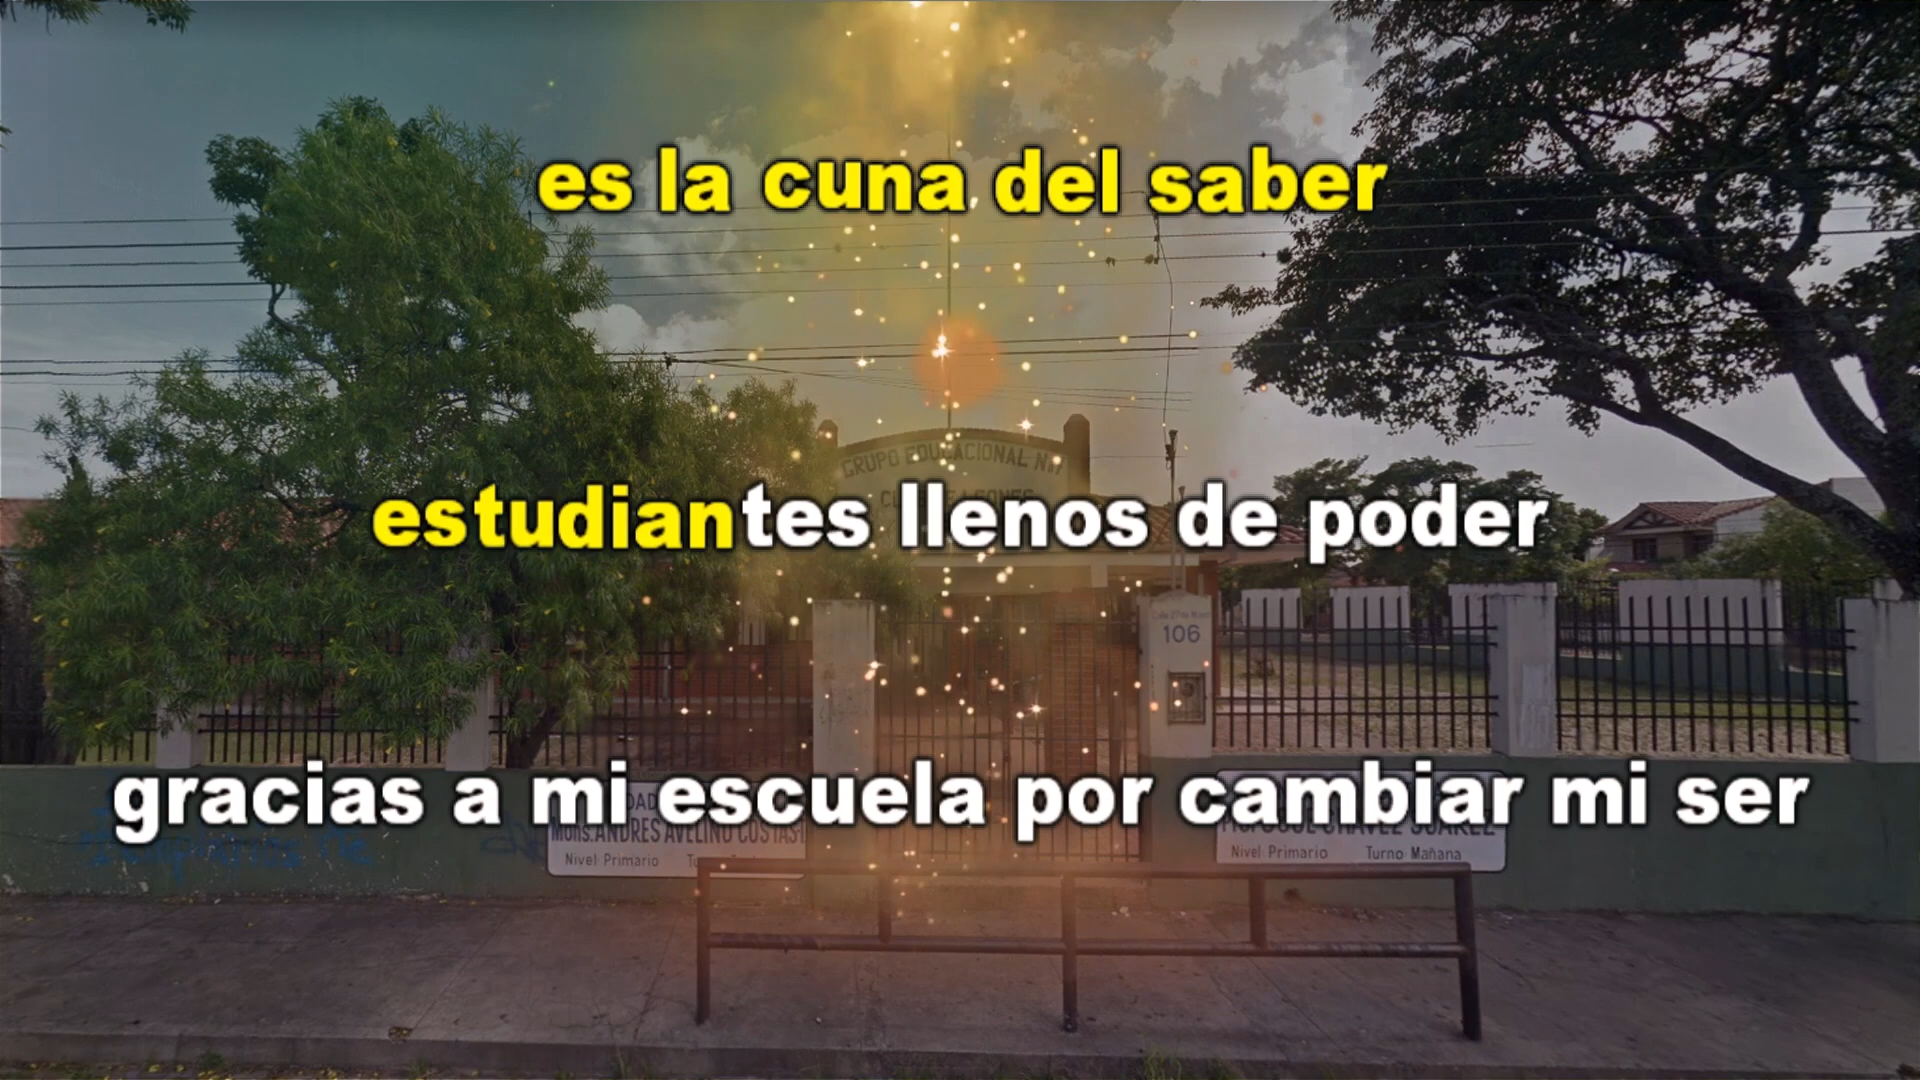 es la cuna del saber
GRUPO EDUCACIONAL
estudiantes llenos de poder
106
gracias a mi escuela por cambiar mi ser
Mons. ANDRES AVELINO COSTAS
Nivel Primario
Nivel Primario Turno Mañana